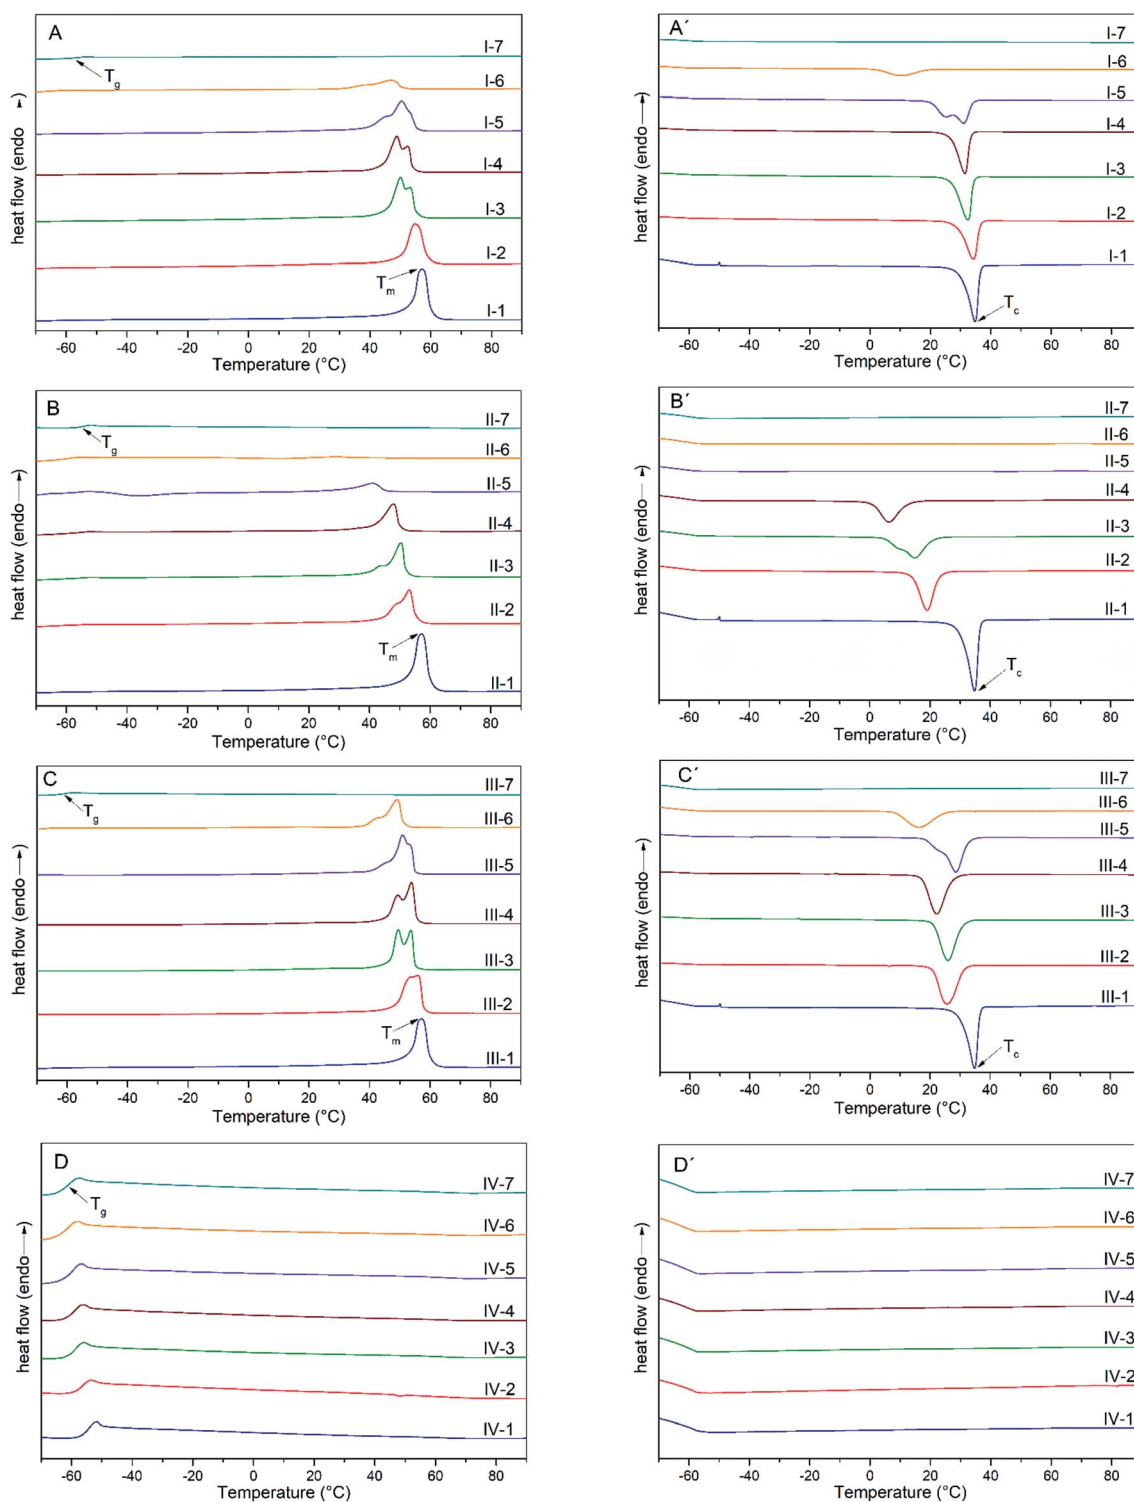 A
I-7
T_g
I-6
I-5
I-4
I-3
I-2
T_m
I-1
heat flow (endo →)
-60 -40 -20 0 20 40 60 80
Temperature (°C)
A´
I-7
I-6
I-5
I-4
I-3
I-2
I-1
T_c
heat flow (endo →)
-60 -40 -20 0 20 40 60 80
Temperature (°C)
B
II-7
T_g
II-6
II-5
II-4
II-3
II-2
T_m
II-1
heat flow (endo →)
-60 -40 -20 0 20 40 60 80
Temperature (°C)
B´
II-7
II-6
II-5
II-4
II-3
II-2
II-1
T_c
heat flow (endo →)
-60 -40 -20 0 20 40 60 80
Temperature (°C)
C
III-7
T_g
III-6
III-5
III-4
III-3
III-2
T_m
III-1
heat flow (endo →)
-60 -40 -20 0 20 40 60 80
Temperature (°C)
C´
III-7
III-6
III-5
III-4
III-3
III-2
III-1
T_c
heat flow (endo →)
-60 -40 -20 0 20 40 60 80
Temperature (°C)
D
IV-7
T_g
IV-6
IV-5
IV-4
IV-3
IV-2
IV-1
heat flow (endo →)
-60 -40 -20 0 20 40 60 80
Temperature (°C)
D´
IV-7
IV-6
IV-5
IV-4
IV-3
IV-2
IV-1
heat flow (endo →)
-60 -40 -20 0 20 40 60 80
Temperature (°C)